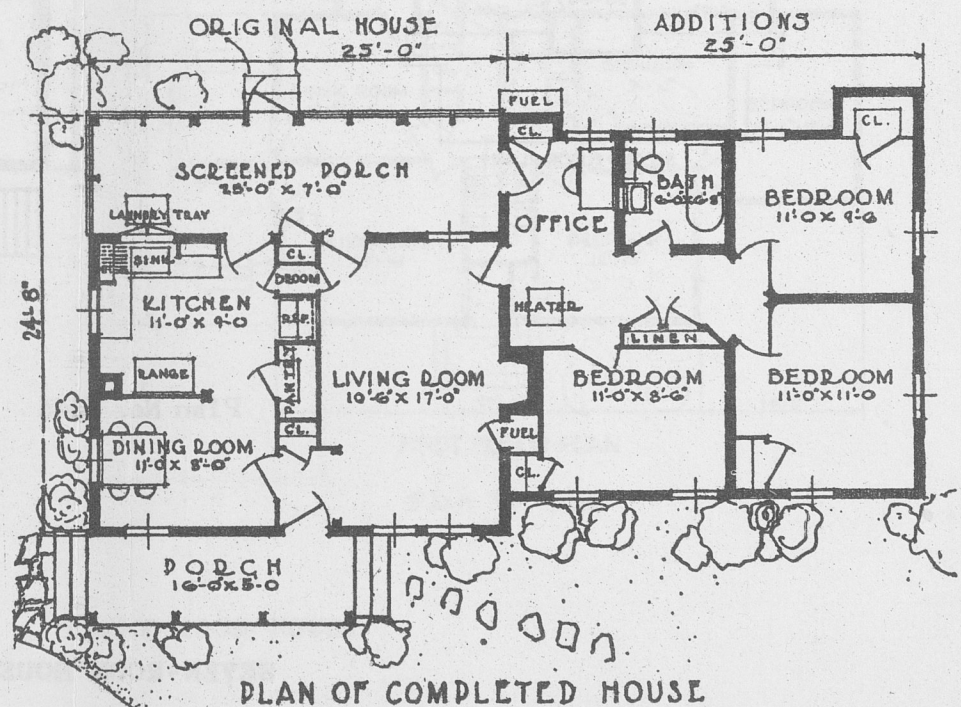 ORIGINAL HOUSE
25'-0"
ADDITIONS
25'-0"
FUEL
CL.
CL.
SCREENED PORCH
25'-0" X 7'-0"
LAUNDRY TRAY
OFFICE
BATH
BEDROOM
11'-0 X 9'-6
24'-8"
SINK
CL.
BROOM
KITCHEN
11'-0" X 9'-0
REF.
HEATER
LINEN
RANGE
PANTRY
LIVING ROOM
10'-6" X 17'-0"
BEDROOM
11'-0" X 8'-6"
BEDROOM
11'-0" X 11'-0
CL.
FUEL
DINING ROOM
11'-0 X 8'-0"
CL.
PORCH
16'-0" X 5'-0
PLAN OF COMPLETED HOUSE